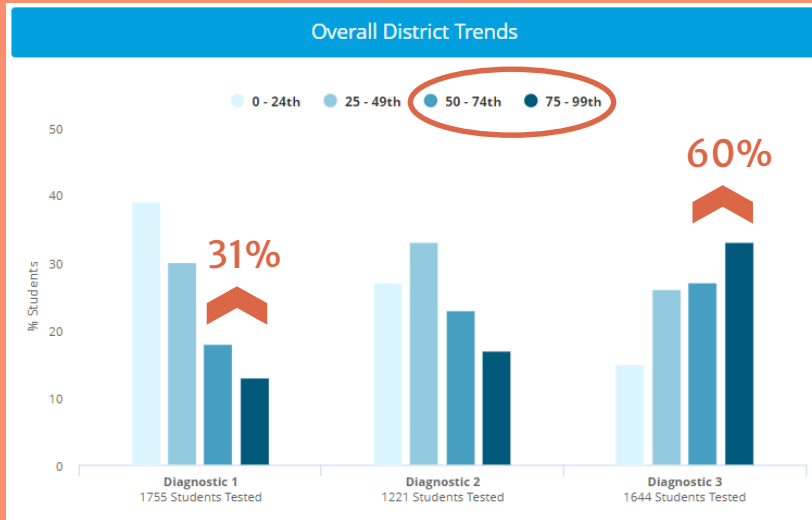 Overall District Trends
0 - 24th 25 - 49th 50 - 74th 75 - 99th
50
40
30
20
10
0
% Students
31%
60%
Diagnostic 1
1755 Students Tested
Diagnostic 2
1221 Students Tested
Diagnostic 3
1644 Students Tested